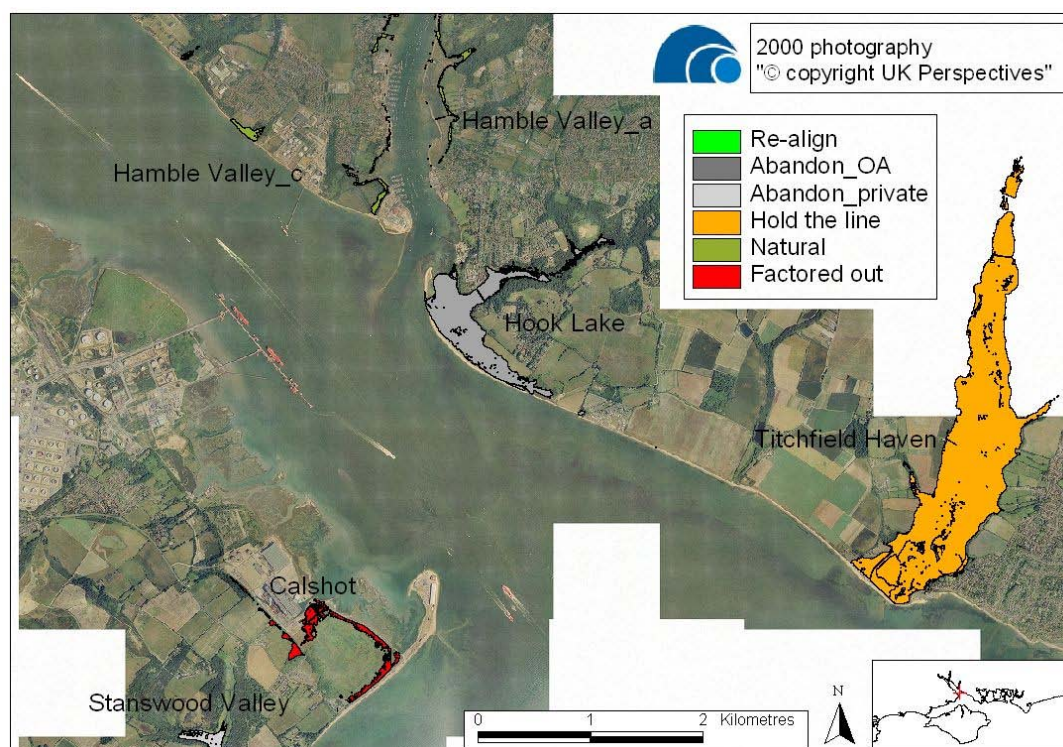 2000 photography
"© copyright UK Perspectives"
Hamble Valley_a
Hamble Valley_c
Re-align
Abandon_OA
Abandon_private
Hold the line
Natural
Factored out
Hook Lake
Titchfield Haven
Calshot
Stanswood Valley
0 1 2 Kilometres
N